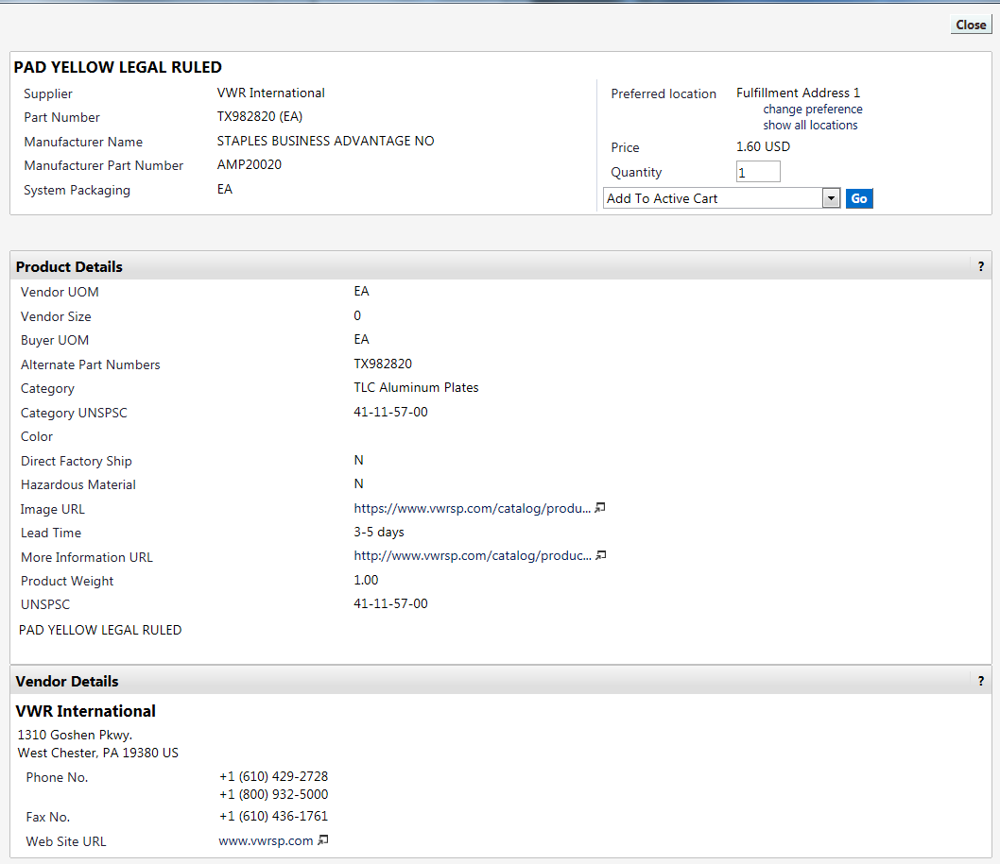 Close
PAD YELLOW LEGAL RULED
Supplier VWR International
Part Number TX982820 (EA)
Manufacturer Name STAPLES BUSINESS ADVANTAGE NO
Manufacturer Part Number AMP20020
System Packaging EA
Preferred location Fulfillment Address 1
change preference
show all locations
Price 1.60 USD
Quantity 1
Add To Active Cart Go
Product Details ?
Vendor UOM EA
Vendor Size 0
Buyer UOM EA
Alternate Part Numbers TX982820
Category TLC Aluminum Plates
Category UNSPSC 41-11-57-00
Color
Direct Factory Ship N
Hazardous Material N
Image URL https://www.vwrsp.com/catalog/produ...
Lead Time 3-5 days
More Information URL http://www.vwrsp.com/catalog/produc...
Product Weight 1.00
UNSPSC 41-11-57-00
PAD YELLOW LEGAL RULED
Vendor Details ?
VWR International
1310 Goshen Pkwy.
West Chester, PA 19380 US
Phone No. +1 (610) 429-2728
+1 (800) 932-5000
Fax No. +1 (610) 436-1761
Web Site URL www.vwrsp.com